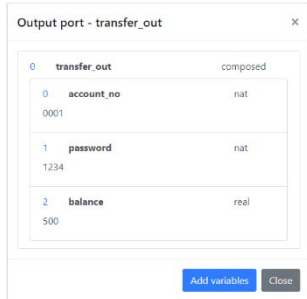 Output port - transfer_out ×
0 transfer_out composed
0 account_no nat
0001
1 password nat
1234
2 balance real
500
Add variables Close